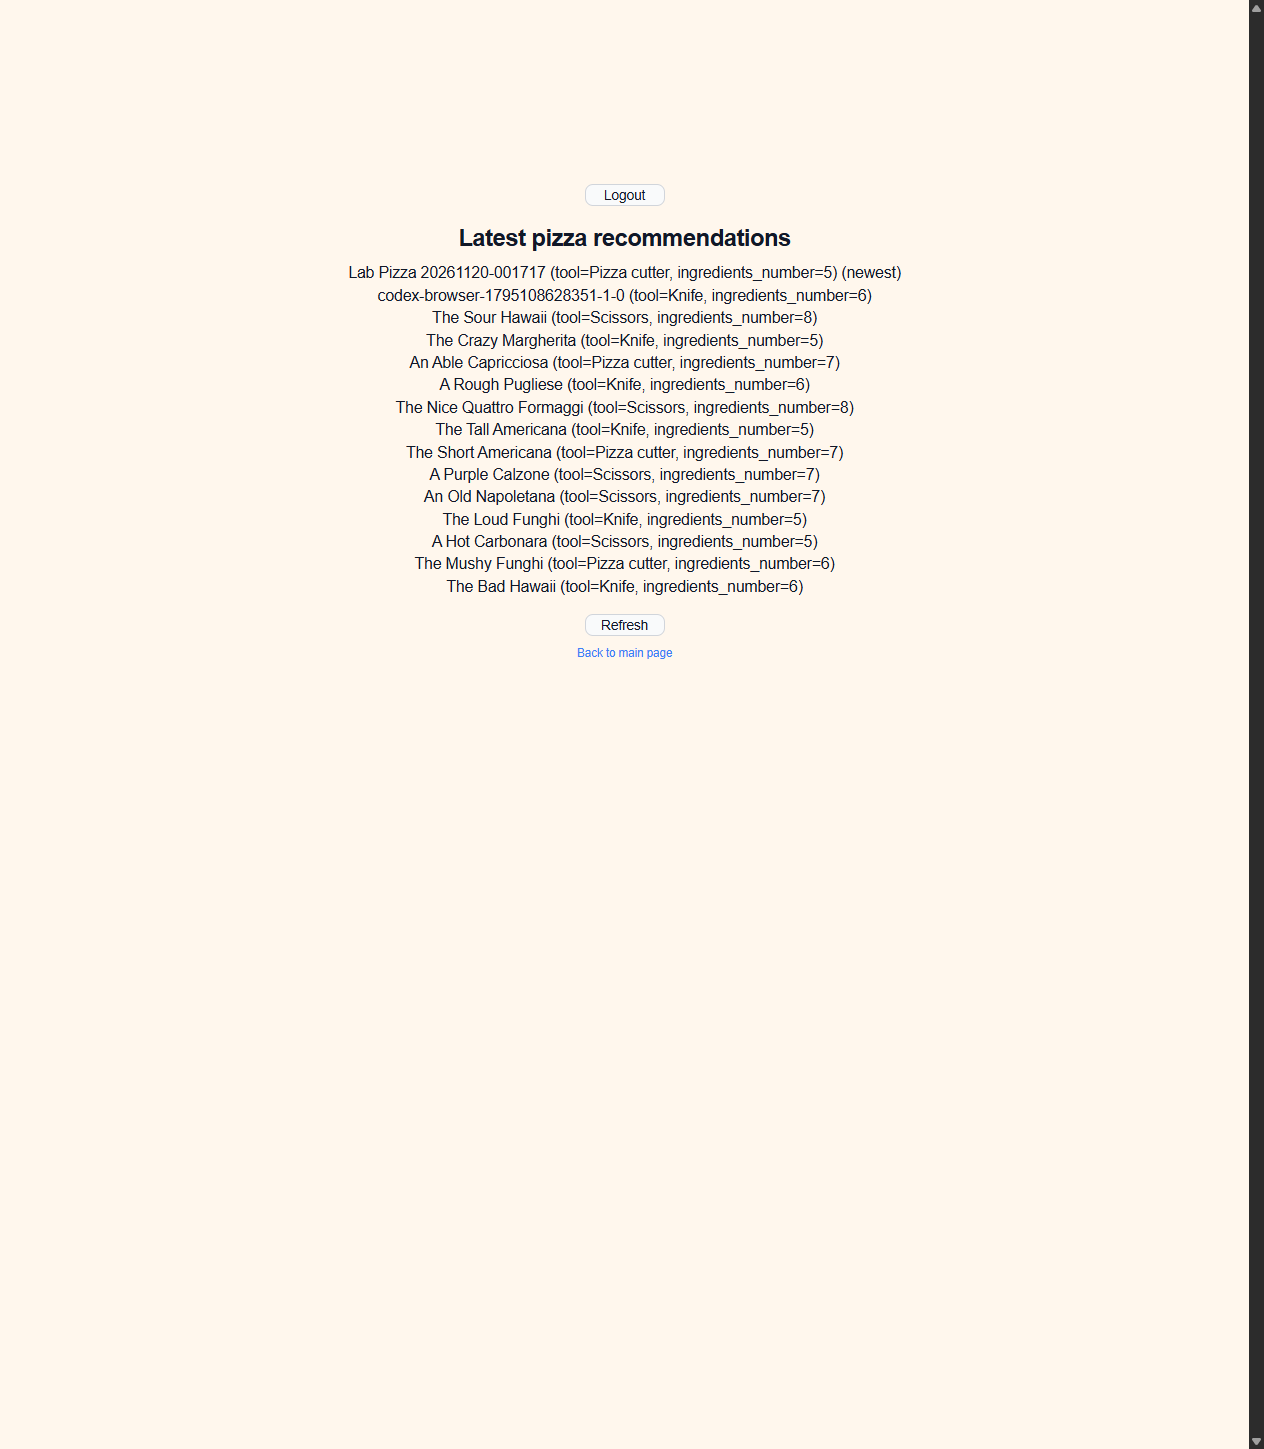 Logout
Latest pizza recommendations
Lab Pizza 20261120-001717 (tool=Pizza cutter, ingredients_number=5) (newest)
codex-browser-1795108628351-1-0 (tool=Knife, ingredients_number=6)
The Sour Hawaii (tool=Scissors, ingredients_number=8)
The Crazy Margherita (tool=Knife, ingredients_number=5)
An Able Capricciosa (tool=Pizza cutter, ingredients_number=7)
A Rough Pugliese (tool=Knife, ingredients_number=6)
The Nice Quattro Formaggi (tool=Scissors, ingredients_number=8)
The Tall Americana (tool=Knife, ingredients_number=5)
The Short Americana (tool=Pizza cutter, ingredients_number=7)
A Purple Calzone (tool=Scissors, ingredients_number=7)
An Old Napoletana (tool=Scissors, ingredients_number=7)
The Loud Funghi (tool=Knife, ingredients_number=5)
A Hot Carbonara (tool=Scissors, ingredients_number=5)
The Mushy Funghi (tool=Pizza cutter, ingredients_number=6)
The Bad Hawaii (tool=Knife, ingredients_number=6)
Refresh
Back to main page